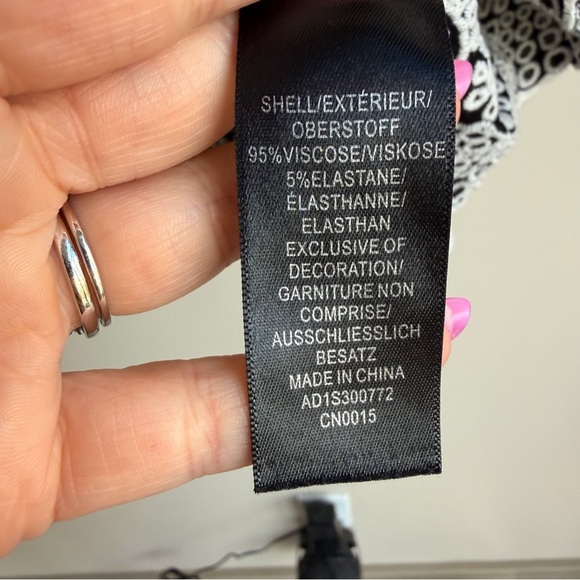 SHELL/EXTÉRIEUR/
OBERSTOFF
95%VISCOSE/VISKOSE
5%ELASTANE/
ÉLASTHANNE/
ELASTHAN
EXCLUSIVE OF
DECORATION/
GARNITURE NON
COMPRISE/
AUSSCHLIESSLICH
BESATZ
MADE IN CHINA
AD1S300772
CN0015